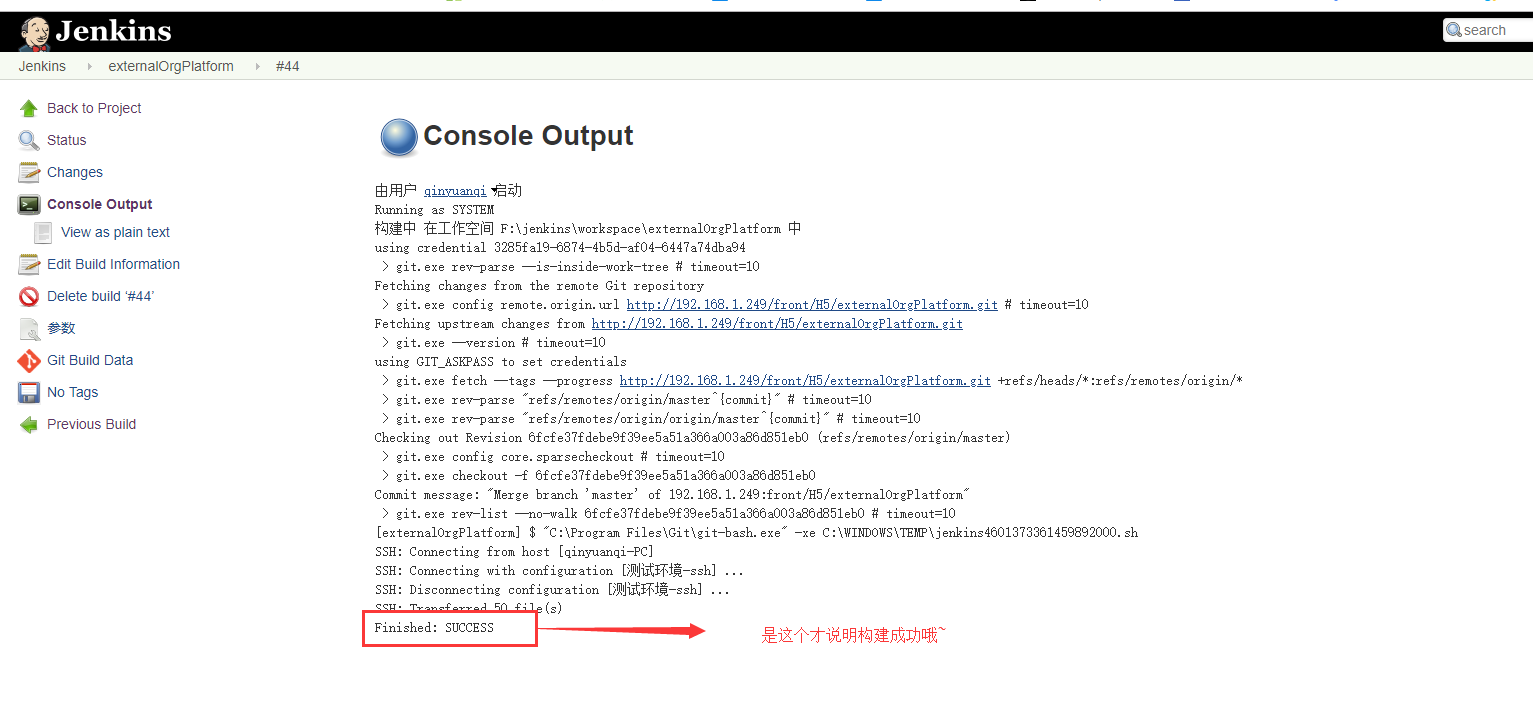 Jenkins
search
Jenkins externalOrgPlatform #44
Back to Project
Status
Changes
Console Output
View as plain text
Edit Build Information
Delete build ‘#44’
参数
Git Build Data
No Tags
Previous Build
Console Output
由用户 qinyuanqi 启动
Running as SYSTEM
构建中 在工作空间 F:\jenkins\workspace\externalOrgPlatform 中
using credential 3285fa19-6874-4b5d-af04-6447a74dba94
> git.exe rev-parse --is-inside-work-tree # timeout=10
Fetching changes from the remote Git repository
> git.exe config remote.origin.url http://192.168.1.249/front/H5/externalOrgPlatform.git # timeout=10
Fetching upstream changes from http://192.168.1.249/front/H5/externalOrgPlatform.git
> git.exe --version # timeout=10
using GIT_ASKPASS to set credentials
> git.exe fetch --tags --progress http://192.168.1.249/front/H5/externalOrgPlatform.git +refs/heads/*:refs/remotes/origin/*
> git.exe rev-parse "refs/remotes/origin/master^{commit}" # timeout=10
> git.exe rev-parse "refs/remotes/origin/origin/master^{commit}" # timeout=10
Checking out Revision 6fcfe37fdebe9f39ee5a51a366a003a86d851eb0 (refs/remotes/origin/master)
> git.exe config core.sparsecheckout # timeout=10
> git.exe checkout -f 6fcfe37fdebe9f39ee5a51a366a003a86d851eb0
Commit message: "Merge branch 'master' of 192.168.1.249:front/H5/externalOrgPlatform"
> git.exe rev-list --no-walk 6fcfe37fdebe9f39ee5a51a366a003a86d851eb0 # timeout=10
[externalOrgPlatform] $ "C:\Program Files\Git\git-bash.exe" -xe C:\WINDOWS\TEMP\jenkins4601373361459892000.sh
SSH: Connecting from host [qinyuanqi-PC]
SSH: Connecting with configuration [测试环境-ssh] ...
SSH: Disconnecting configuration [测试环境-ssh] ...
SSH: Transferred 50 file(s)
Finished: SUCCESS
是这个才说明构建成功哦~